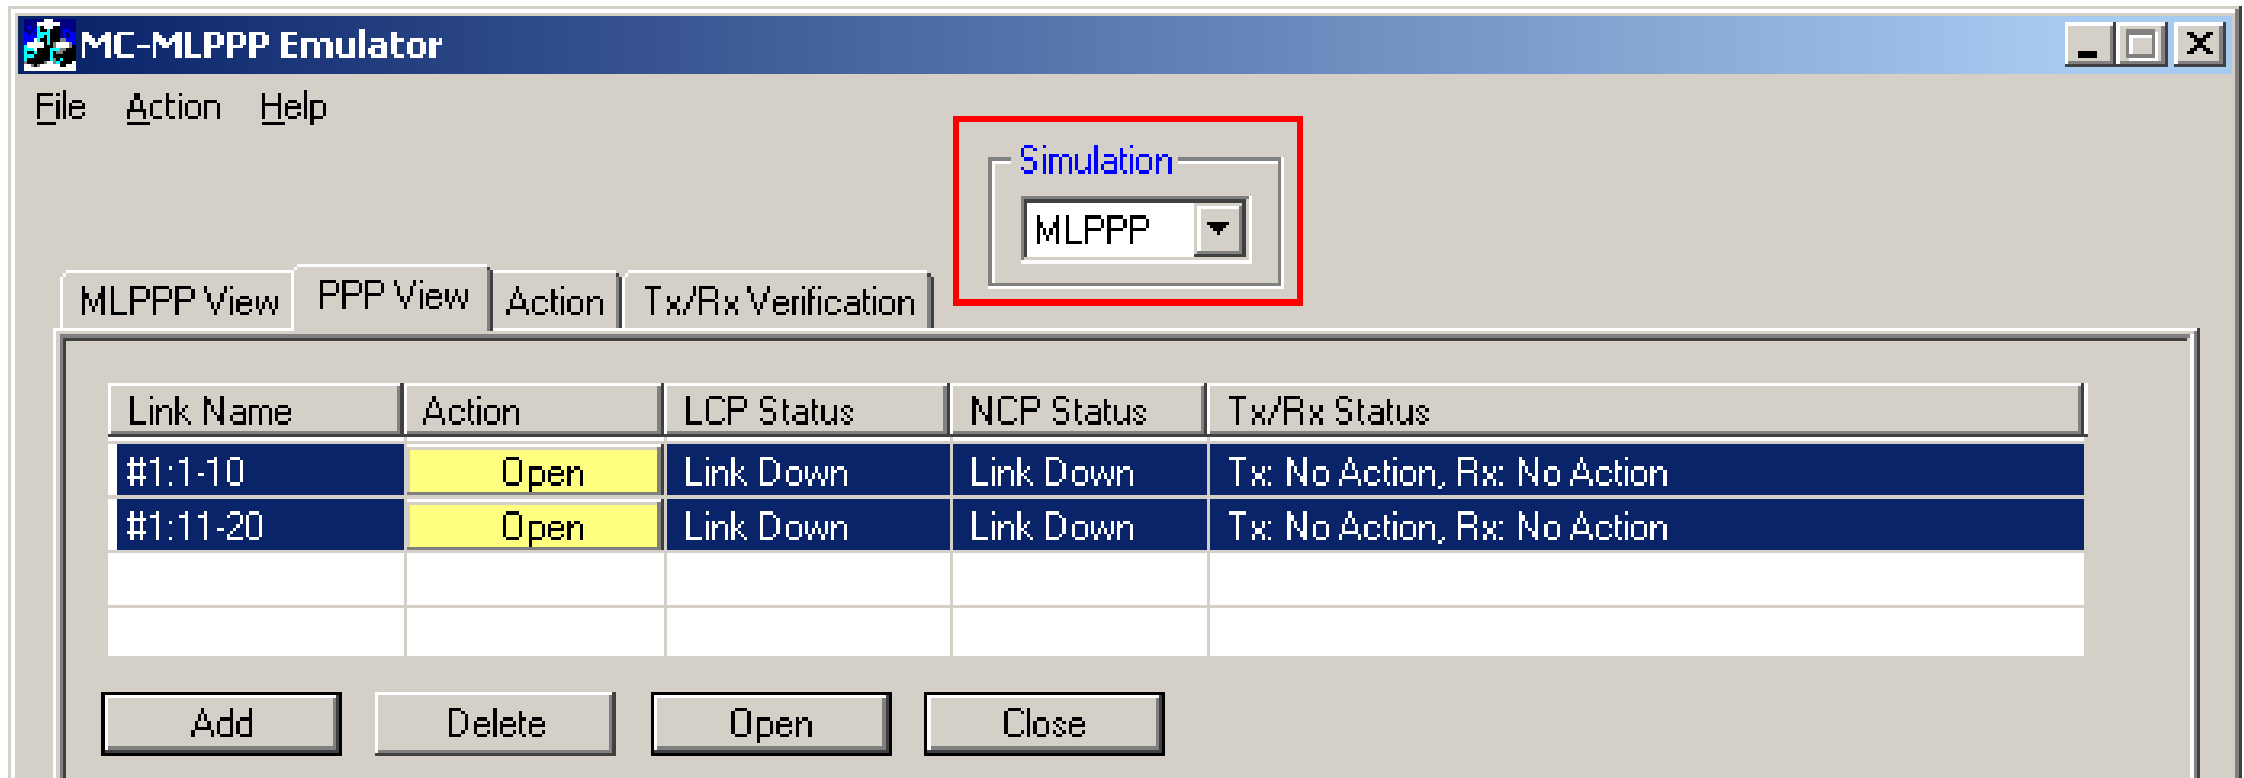 MC-MLPPP Emulator
File Action Help
Simulation
MLPPP
MLPPP View PPP View Action Tx/Rx Verification
Link Name Action LCP Status NCP Status Tx/Rx Status
#1:1-10 Open Link Down Link Down Tx: No Action, Rx: No Action
#1:11-20 Open Link Down Link Down Tx: No Action, Rx: No Action
Add Delete Open Close